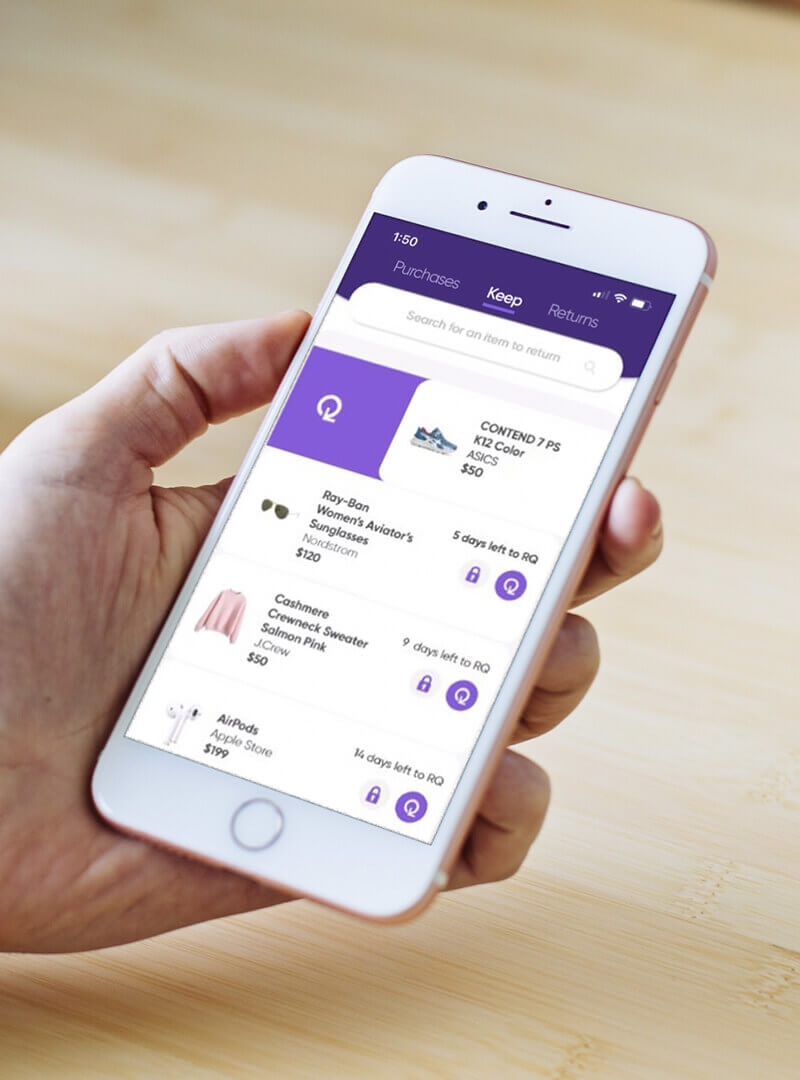 1:50
Purchases
Keep
Returns
Search for an item to return
CONTEND 7 PS
K12 Color
ASICS
$50
Ray-Ban
Women's Aviator's
Sunglasses
Nordstrom
$120
5 days left to RQ
Cashmere
Crewneck Sweater
Salmon Pink
J.Crew
$50
9 days left to RQ
AirPods
Apple Store
$199
14 days left to RQ